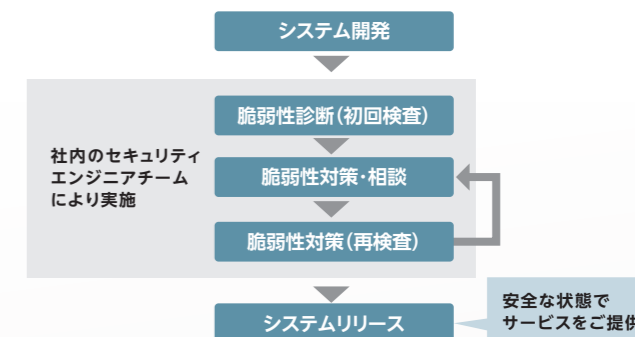 システム開発
脆弱性診断(初回検査)
社内のセキュリティ
エンジニアチーム
により実施
脆弱性対策・相談
脆弱性対策(再検査)
システムリリース
安全な状態で
サービスをご提供